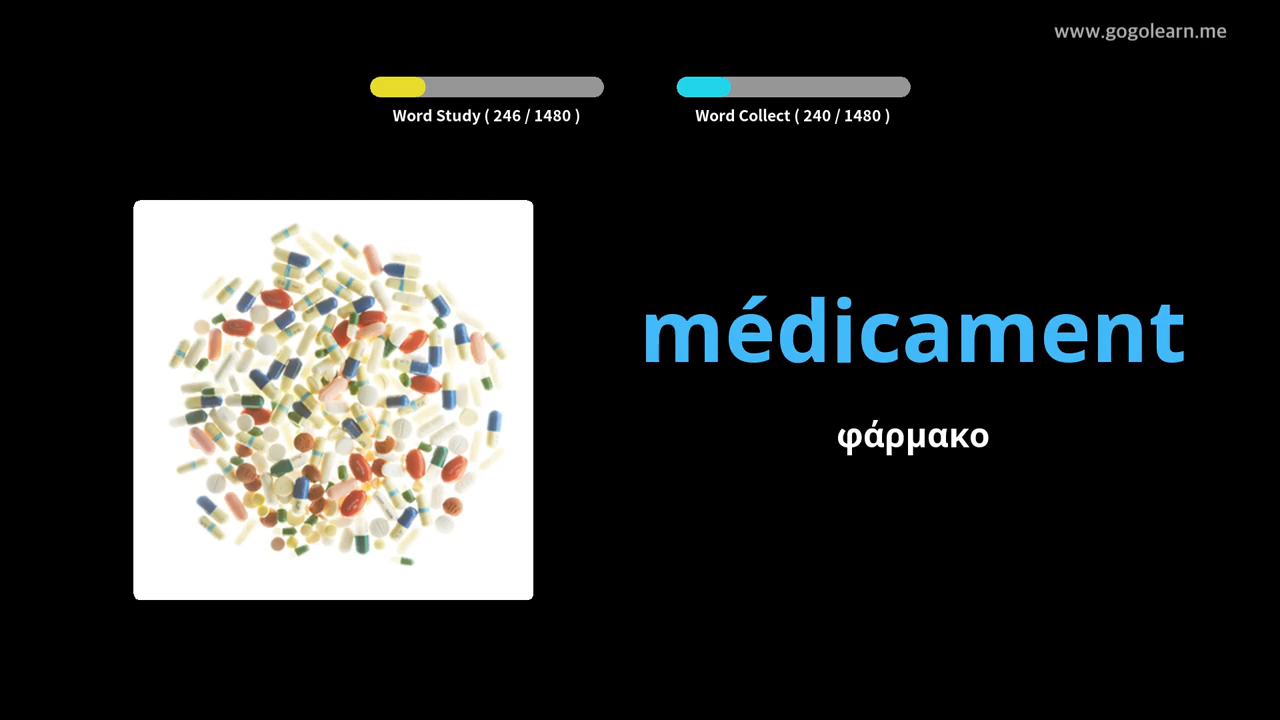 www.gogolearn.me
Word Study ( 246 / 1480 )
Word Collect ( 240 / 1480 )
médicament
φάρμακο